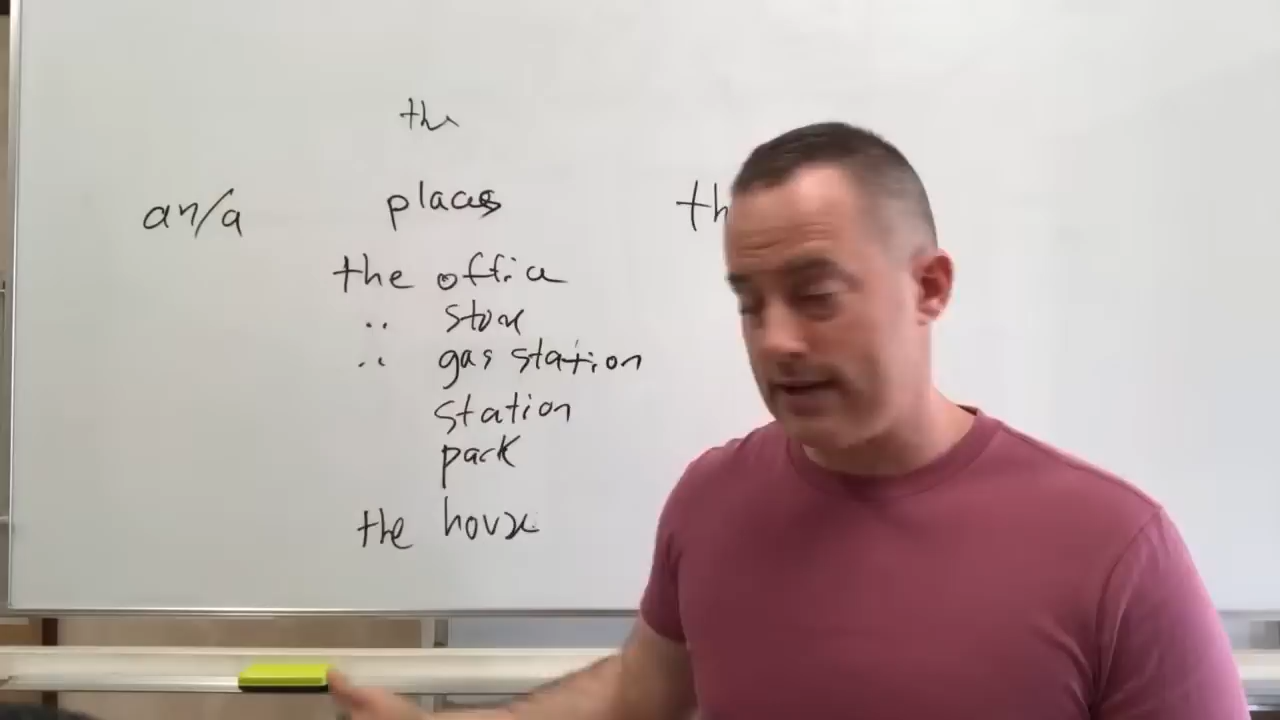 the
an/a places th
the office
.. store
.. gas station
station
park
the house